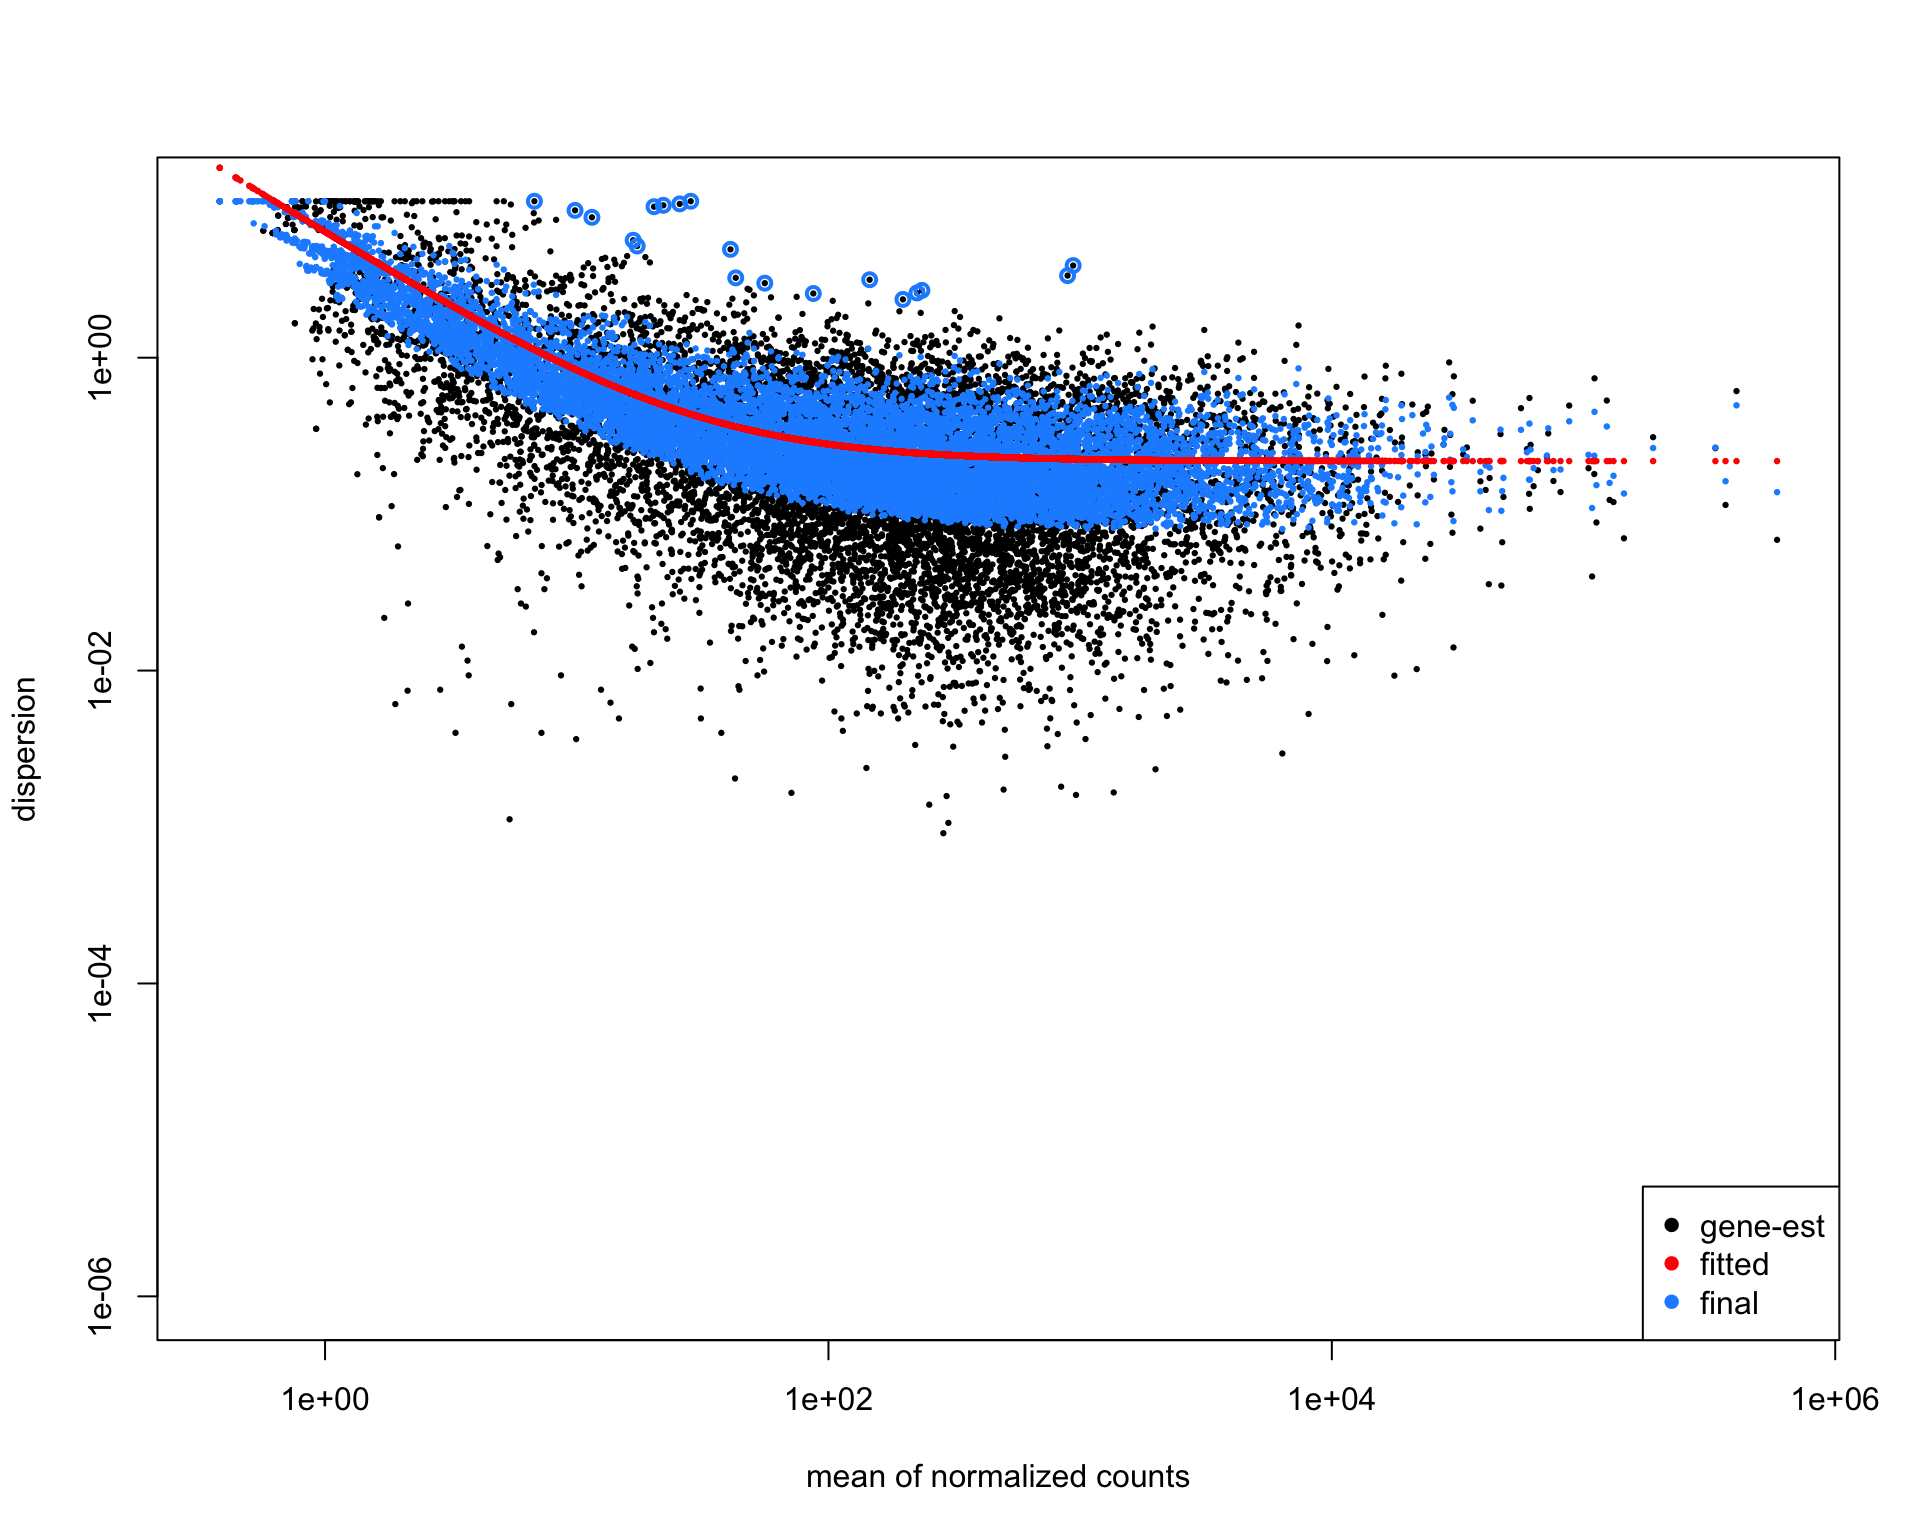 dispersion
1e+00
1e-02
1e-04
1e-06
1e+00
1e+02
1e+04
1e+06
mean of normalized counts
gene-est
fitted
final